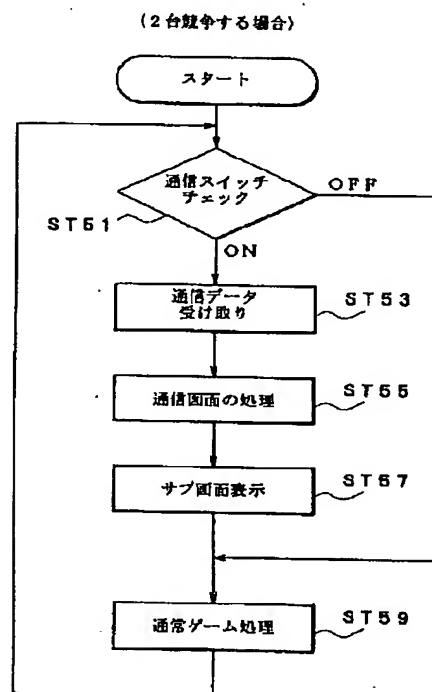 (2台競争する場合)
スタート
通信スイッチ
チェック
OFF
ST51
ON
通信データ
受け取り
ST53
通信画面の処理
ST55
サブ画面表示
ST57
通常ゲーム処理
ST59